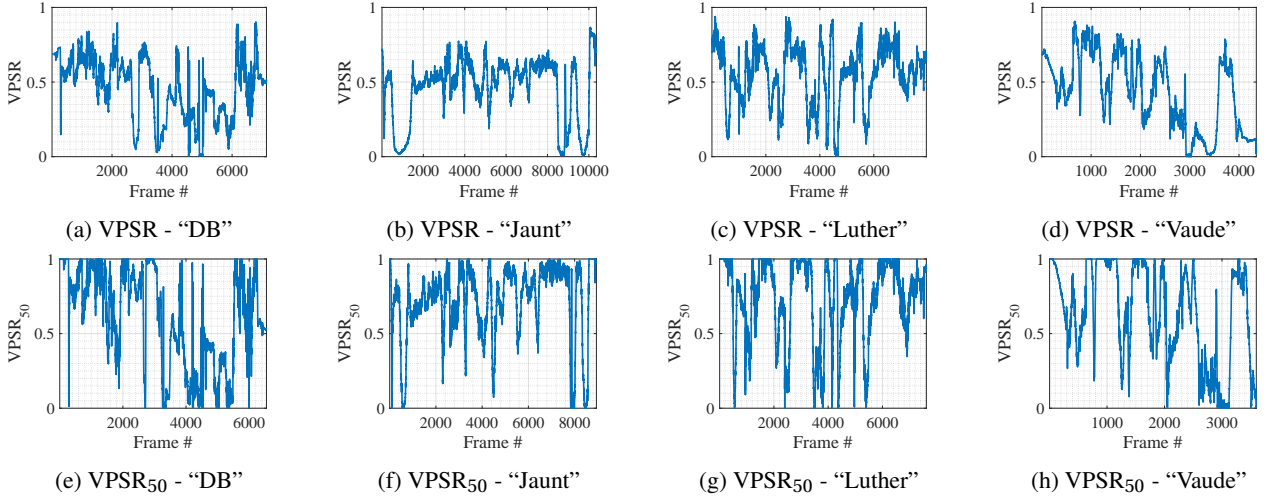 1
0.5
0
VPSR
2000 4000 6000
Frame #
(a) VPSR - “DB”
1
0.5
0
VPSR
2000 4000 6000 8000 10000
Frame #
(b) VPSR - “Jaunt”
1
0.5
0
VPSR
2000 4000 6000
Frame #
(c) VPSR - “Luther”
1
0.5
0
VPSR
1000 2000 3000 4000
Frame #
(d) VPSR - “Vaude”
1
0.5
0
VPSR₅₀
2000 4000 6000
Frame #
(e) VPSR₅₀ - “DB”
1
0.5
0
VPSR₅₀
2000 4000 6000 8000
Frame #
(f) VPSR₅₀ - “Jaunt”
1
0.5
0
VPSR₅₀
2000 4000 6000
Frame #
(g) VPSR₅₀ - “Luther”
1
0.5
0
VPSR₅₀
1000 2000 3000
Frame #
(h) VPSR₅₀ - “Vaude”